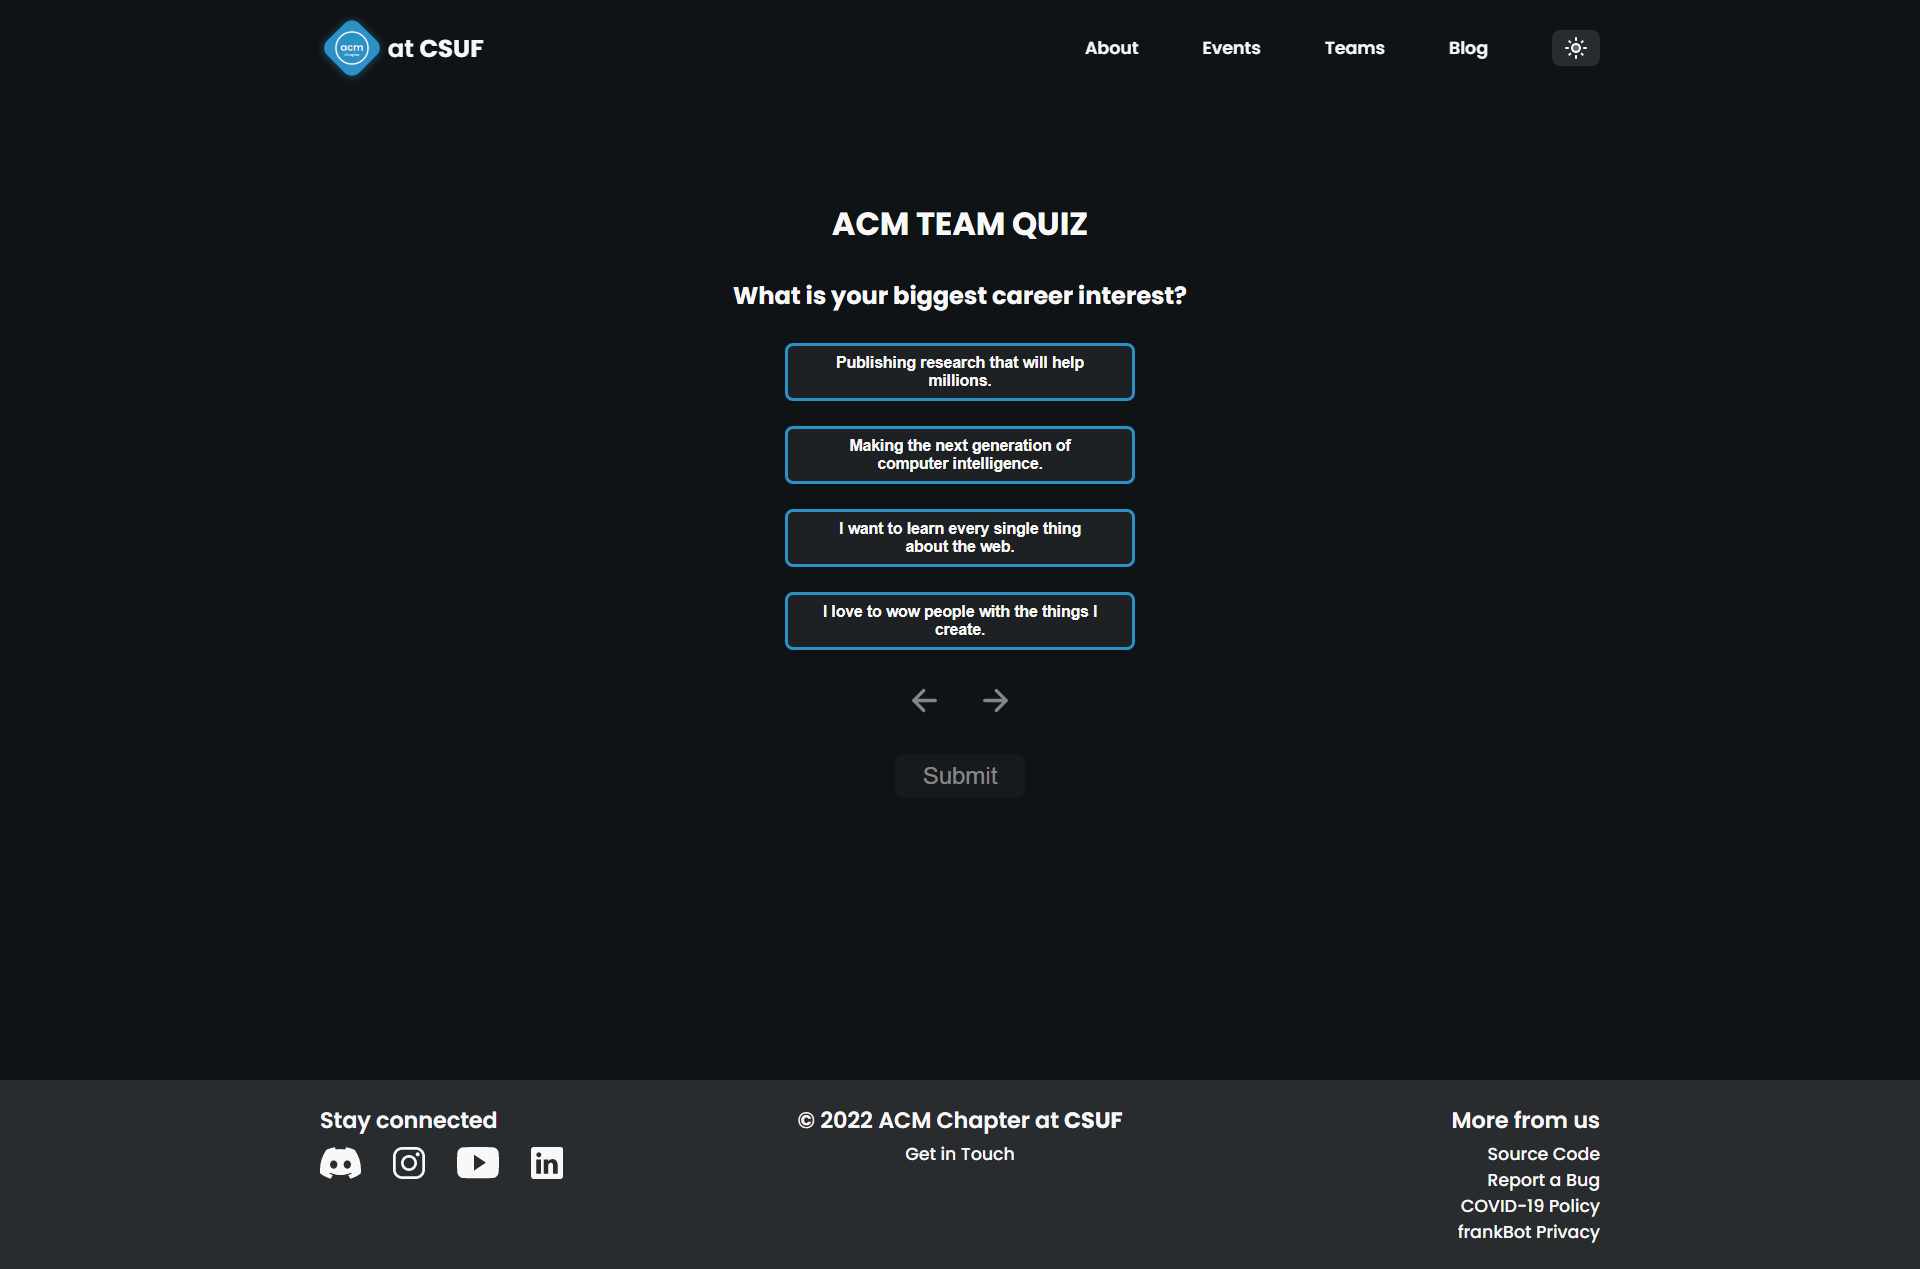 acm
at CSUF
About
Events
Teams
Blog
ACM TEAM QUIZ
What is your biggest career interest?
Publishing research that will help
millions.
Making the next generation of
computer intelligence.
I want to learn every single thing
about the web.
I love to wow people with the things I
create.
Submit
Stay connected
in
© 2022 ACM Chapter at CSUF
Get in Touch
More from us
Source Code
Report a Bug
COVID-19 Policy
frankBot Privacy